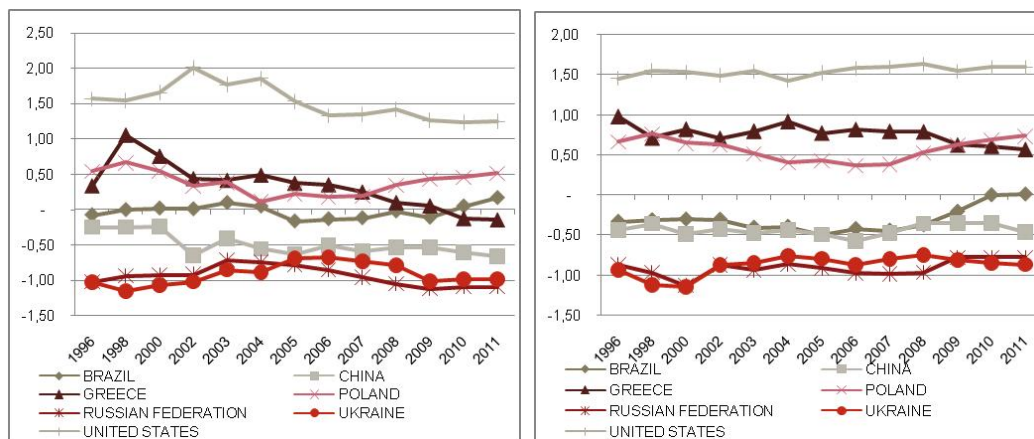 2,50
2,00
1,50
1,00
0,50
-
-0,50
-1,00
-1,50
1996 1998 2000 2002 2003 2004 2005 2006 2007 2008 2009 2010 2011
BRAZIL CHINA
GREECE POLAND
RUSSIAN FEDERATION UKRAINE
UNITED STATES
2,00
1,50
1,00
0,50
-
-0,50
-1,00
-1,50
1996 1998 2000 2002 2003 2004 2005 2006 2007 2008 2009 2010 2011
BRAZIL CHINA
GREECE POLAND
RUSSIAN FEDERATION UKRAINE
UNITED STATES